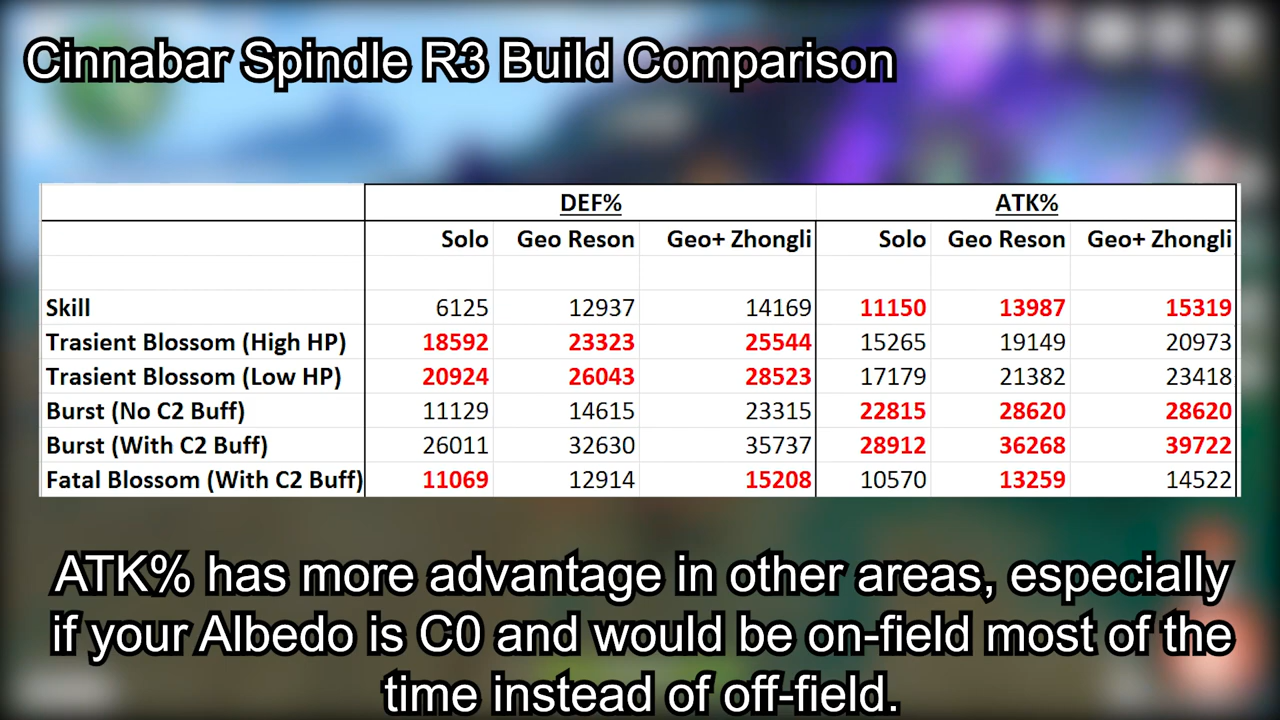 Cinnabar Spindle R3 Build Comparison
DEF% ATK%
Solo Geo Reson Geo+ Zhongli Solo Geo Reson Geo+ Zhongli
Skill 6125 12937 14169 11150 13987 15319
Trasient Blossom (High HP) 18592 23323 25544 15265 19149 20973
Trasient Blossom (Low HP) 20924 26043 28523 17179 21382 23418
Burst (No C2 Buff) 11129 14615 23315 22815 28620 28620
Burst (With C2 Buff) 26011 32630 35737 28912 36268 39722
Fatal Blossom (With C2 Buff) 11069 12914 15208 10570 13259 14522
ATK% has more advantage in other areas, especially
if your Albedo is C0 and would be on-field most of the
time instead of off-field.